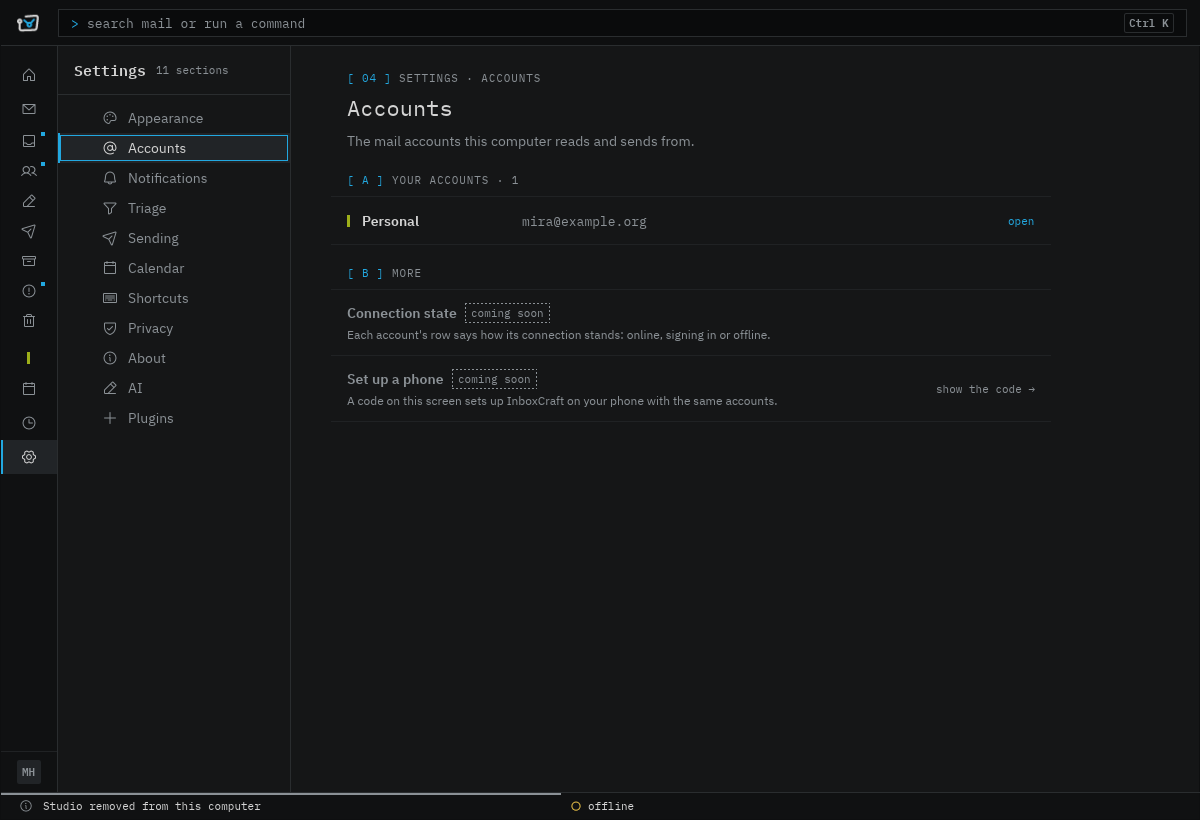 > search mail or run a command
Ctrl K
Settings 11 sections
Appearance
Accounts
Notifications
Triage
Sending
Calendar
Shortcuts
Privacy
About
AI
Plugins
MH
[ 04 ] SETTINGS · ACCOUNTS
Accounts
The mail accounts this computer reads and sends from.
[ A ] YOUR ACCOUNTS · 1
Personal mira@example.org open
[ B ] MORE
Connection state coming soon
Each account's row says how its connection stands: online, signing in or offline.
Set up a phone coming soon
A code on this screen sets up InboxCraft on your phone with the same accounts.
show the code →
Studio removed from this computer
offline